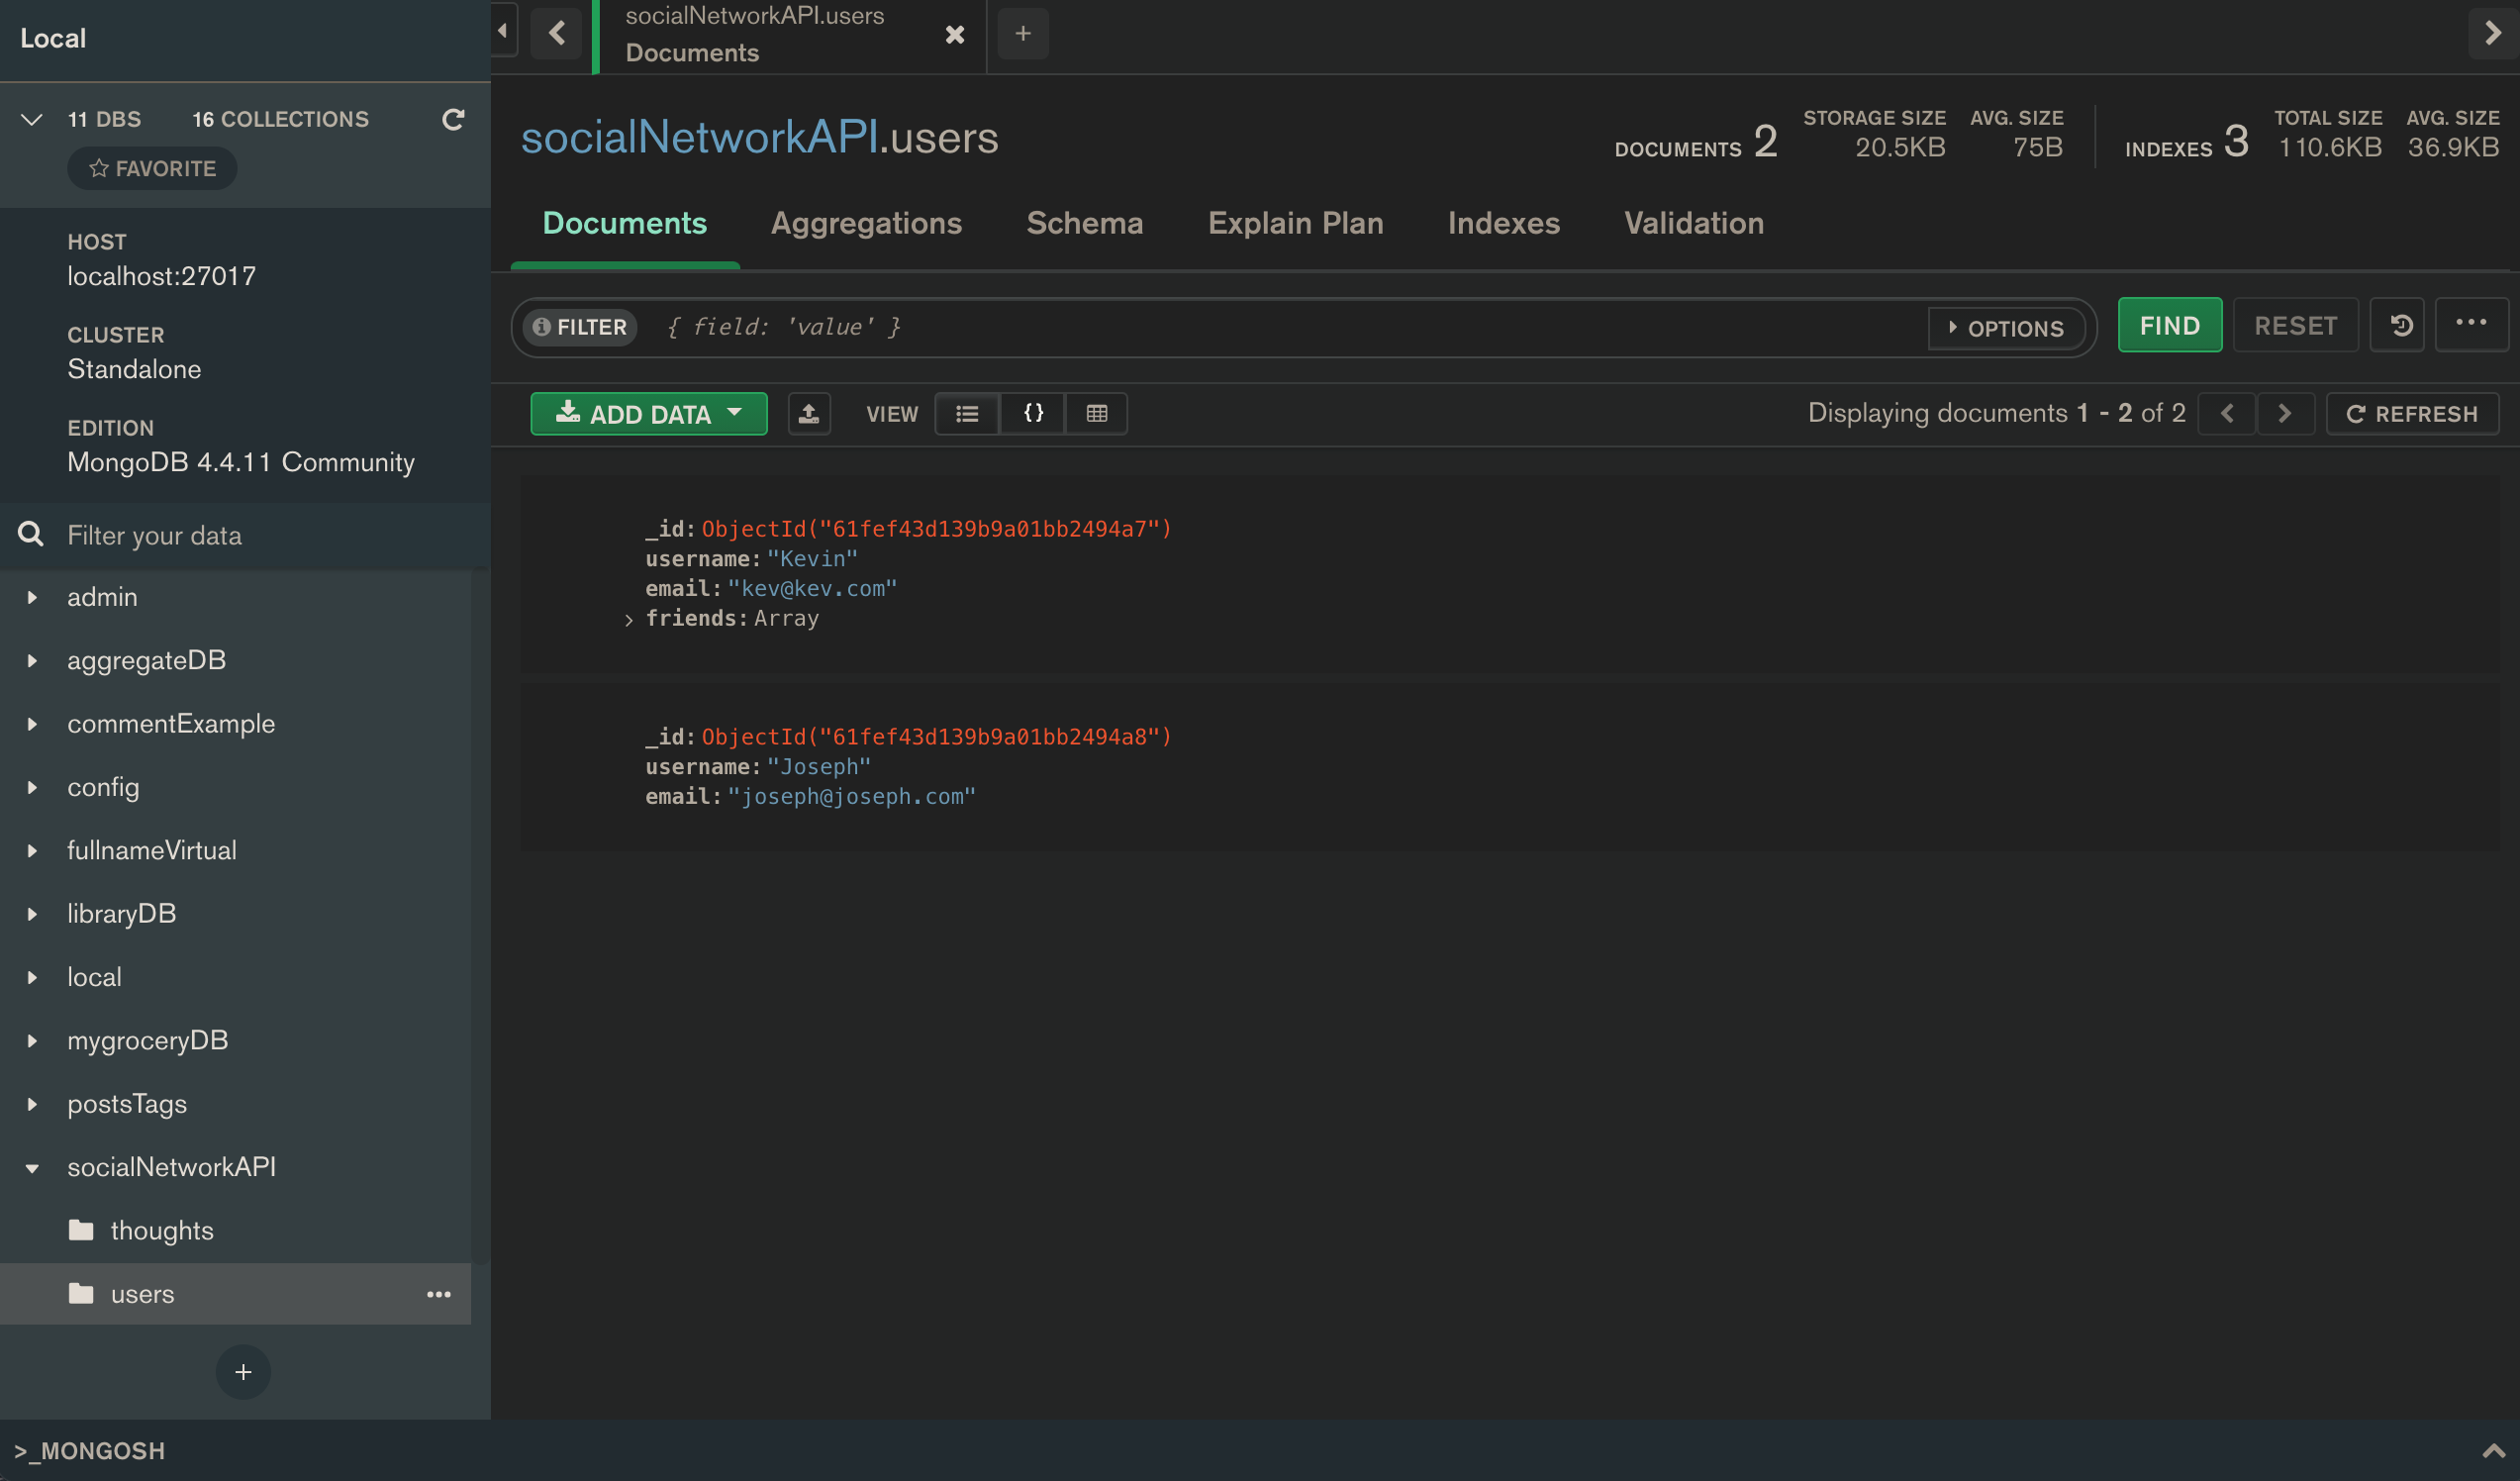 Local
11 DBS 16 COLLECTIONS
FAVORITE
HOST
localhost:27017
CLUSTER
Standalone
EDITION
MongoDB 4.4.11 Community
Filter your data
admin
aggregateDB
commentExample
config
fullnameVirtual
libraryDB
local
mygroceryDB
postsTags
socialNetworkAPI
thoughts
users
+
>_MONGOSH
socialNetworkAPI.users
Documents
+
socialNetworkAPI.users
DOCUMENTS 2 STORAGE SIZE 20.5KB AVG. SIZE 75B INDEXES 3 TOTAL SIZE 110.6KB AVG. SIZE 36.9KB
Documents Aggregations Schema Explain Plan Indexes Validation
FILTER { field: 'value' } OPTIONS FIND RESET ...
ADD DATA VIEW {} Displaying documents 1 - 2 of 2 REFRESH
_id: ObjectId("61fef43d139b9a01bb2494a7")
username: "Kevin"
email: "kev@kev.com"
friends: Array
_id: ObjectId("61fef43d139b9a01bb2494a8")
username: "Joseph"
email: "joseph@joseph.com"